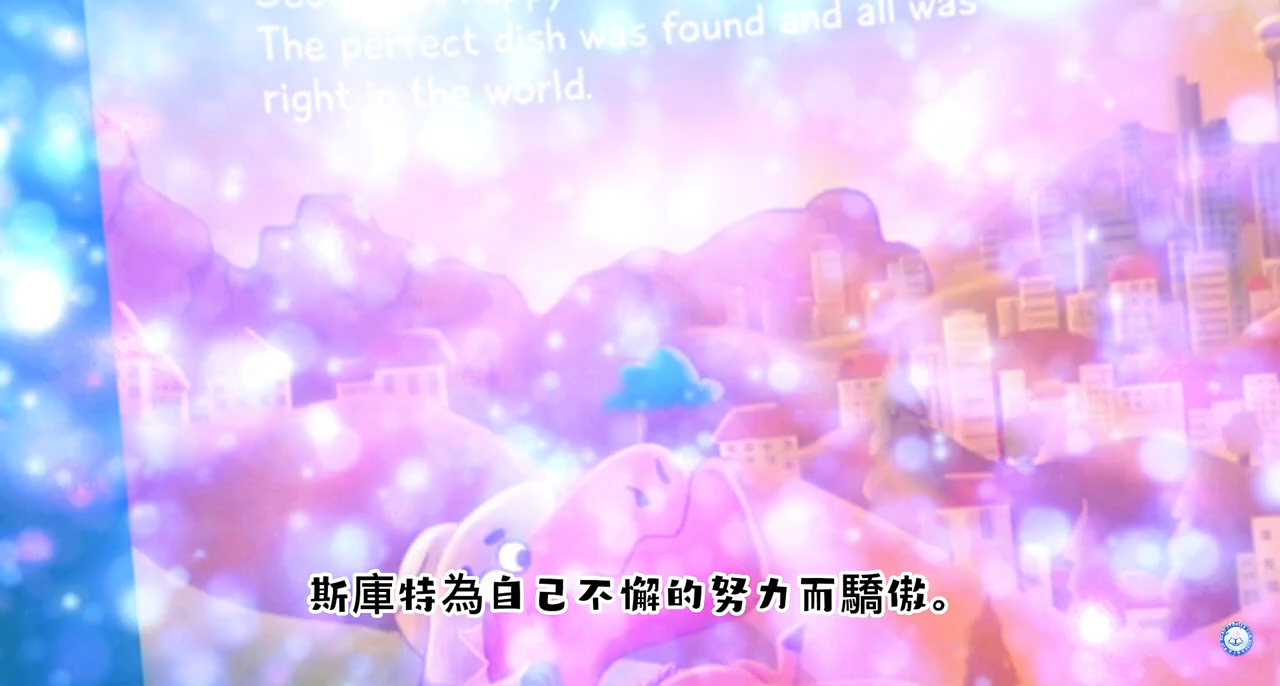 The perfect dish was found and all was
right in the world.
斯庫特為自己不懈的努力而驕傲。